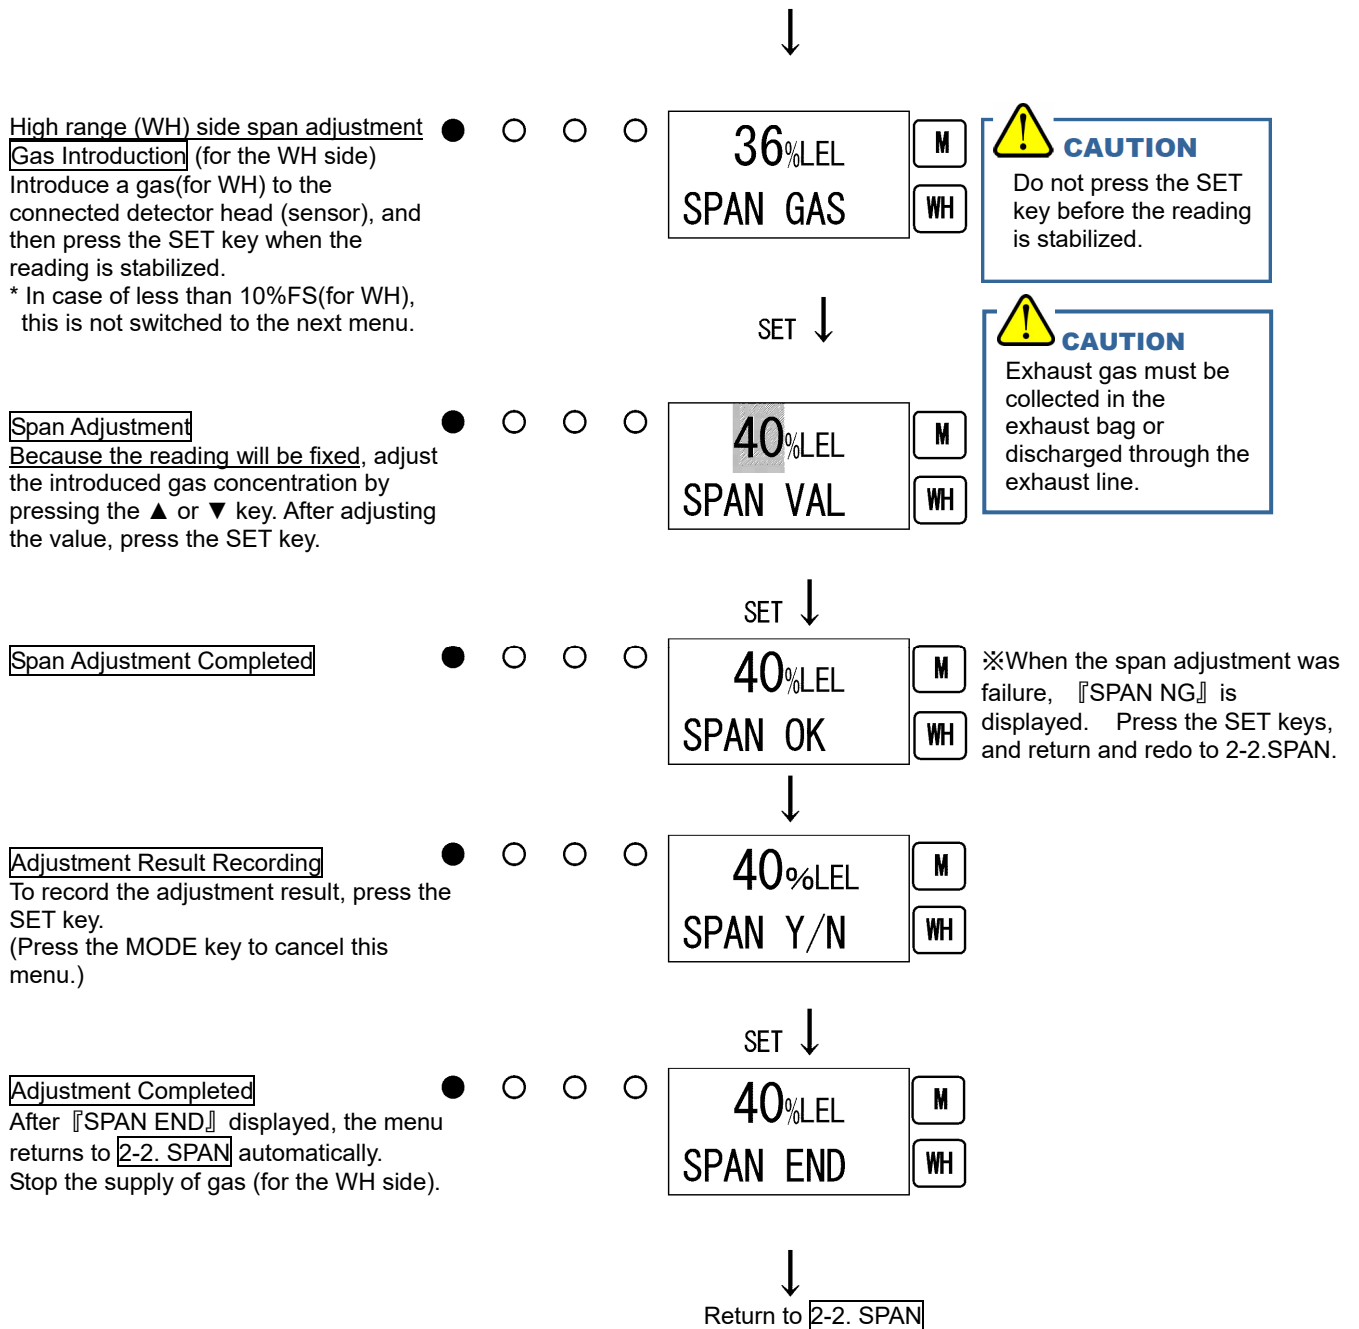 High range (WH) side span adjustment
Gas Introduction (for the WH side)
Introduce a gas(for WH) to the
connected detector head (sensor), and
then press the SET key when the
reading is stabilized.
* In case of less than 10%FS(for WH),
this is not switched to the next menu.
36%LEL
SPAN GAS
M
WH
CAUTION
Do not press the SET
key before the reading
is stabilized.
SET ↓
CAUTION
Exhaust gas must be
collected in the
exhaust bag or
discharged through the
exhaust line.
Span Adjustment
Because the reading will be fixed, adjust
the introduced gas concentration by
pressing the ▲ or ▼ key. After adjusting
the value, press the SET key.
40%LEL
SPAN VAL
M
WH
SET ↓
Span Adjustment Completed
40%LEL
SPAN OK
M
WH
※When the span adjustment was
failure, 『SPAN NG』 is
displayed. Press the SET keys,
and return and redo to 2-2.SPAN.
Adjustment Result Recording
To record the adjustment result, press the
SET key.
(Press the MODE key to cancel this
menu.)
40%LEL
SPAN Y/N
M
WH
SET ↓
Adjustment Completed
After 『SPAN END』 displayed, the menu
returns to 2-2. SPAN automatically.
Stop the supply of gas (for the WH side).
40%LEL
SPAN END
M
WH
Return to 2-2. SPAN